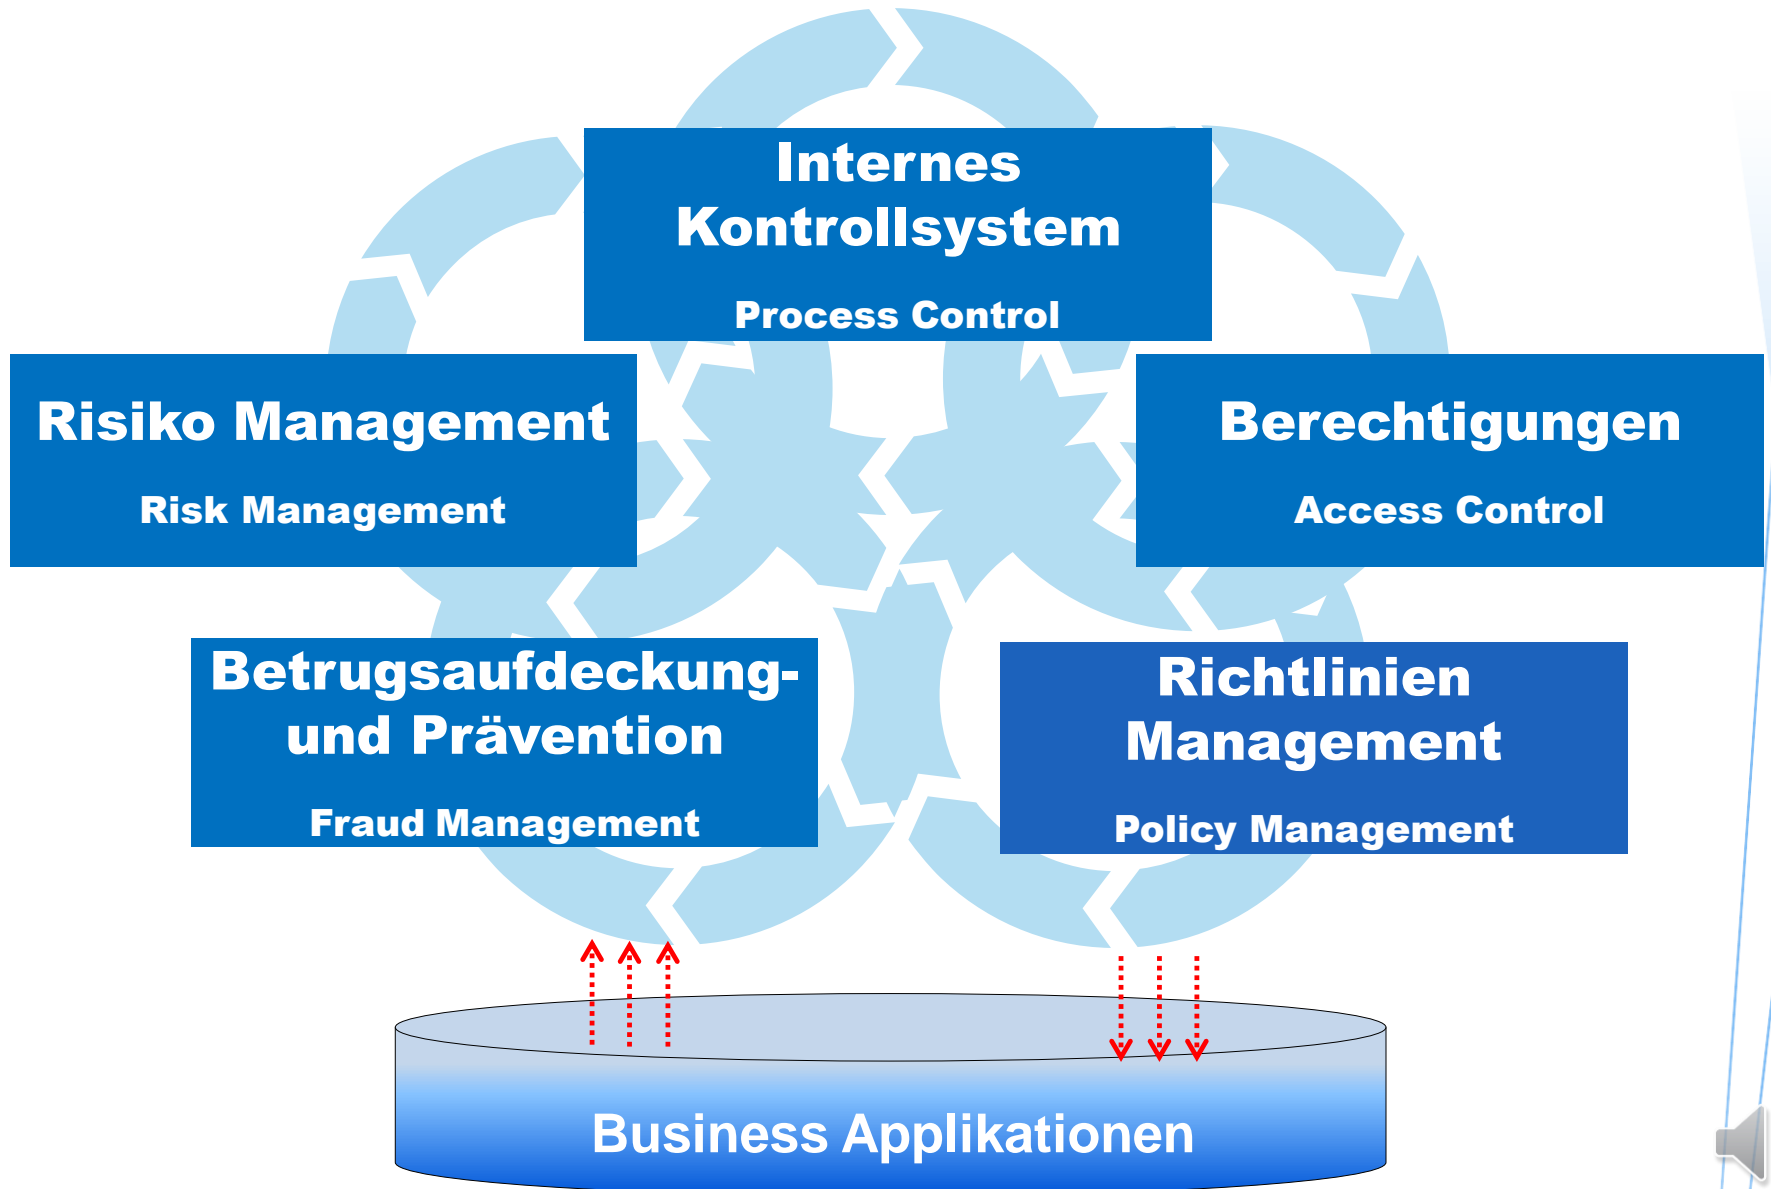 Internes
Kontrollsystem
Process Control
Risiko Management
Risk Management
Berechtigungen
Access Control
Betrugsaufdeckung-
und Prävention
Fraud Management
Richtlinien
Management
Policy Management
Business Applikationen